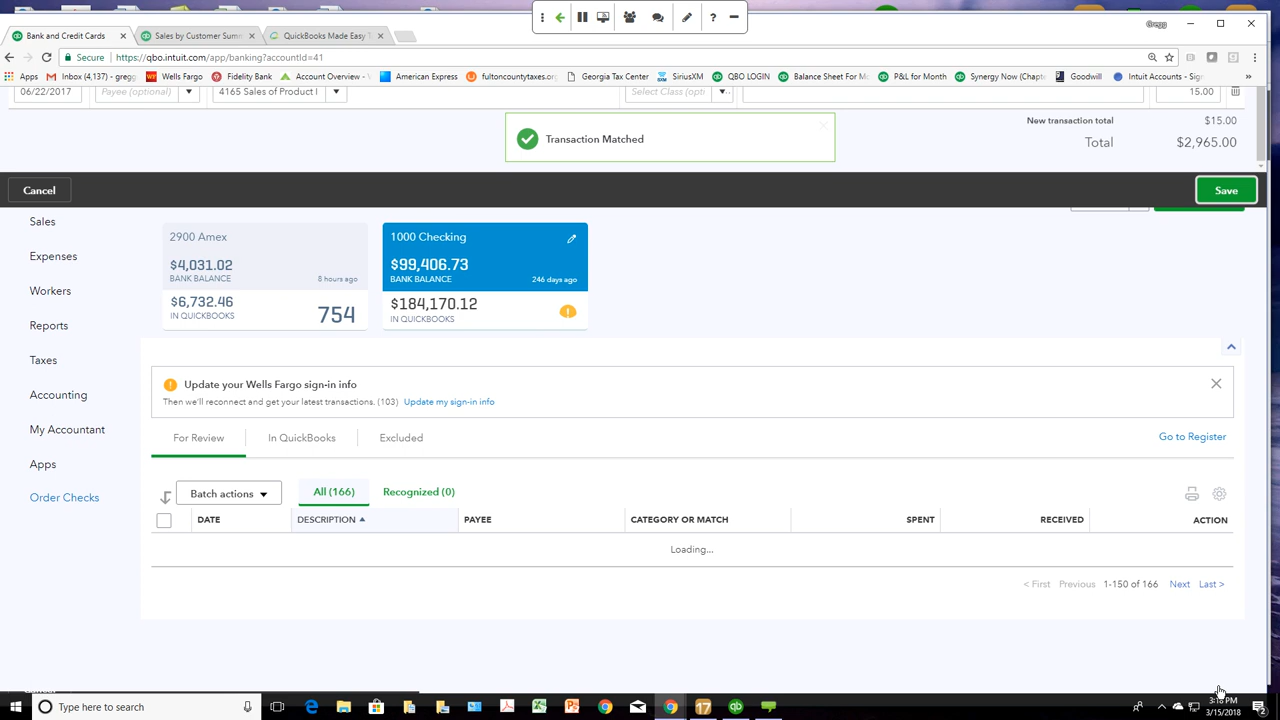 Gregg
Bank and Credit Cards
Sales by Customer Summ
QuickBooks Made Easy T
Secure https://qbo.intuit.com/app/banking?accountId=41
Apps Inbox (4,137) - gregg Wells Fargo Fidelity Bank Account Overview - American Express fultoncountytaxes.org Georgia Tax Center SiriusXM QBO LOGIN Balance Sheet For Mo P&L for Month Synergy Now (Chapte Goodwill Intuit Accounts - Sign »
06/22/2017 Payee (optional) 4165 Sales of Product I Select Class (opti 15.00
New transaction total $15.00
Transaction Matched
Total $2,965.00
Cancel Save
Sales
Expenses
Workers
Reports
Taxes
Accounting
My Accountant
Apps
Order Checks
2900 Amex
$4,031.02
BANK BALANCE 8 hours ago
$6,732.46
IN QUICKBOOKS 754
1000 Checking
$99,406.73
BANK BALANCE 246 days ago
$184,170.12
IN QUICKBOOKS
Update your Wells Fargo sign-in info
Then we'll reconnect and get your latest transactions. (103) Update my sign-in info
For Review In QuickBooks Excluded Go to Register
Batch actions All (166) Recognized (0)
DATE DESCRIPTION PAYEE CATEGORY OR MATCH SPENT RECEIVED ACTION
Loading...
< First Previous 1-150 of 166 Next Last >
Type here to search
3:18 PM
3/15/2018